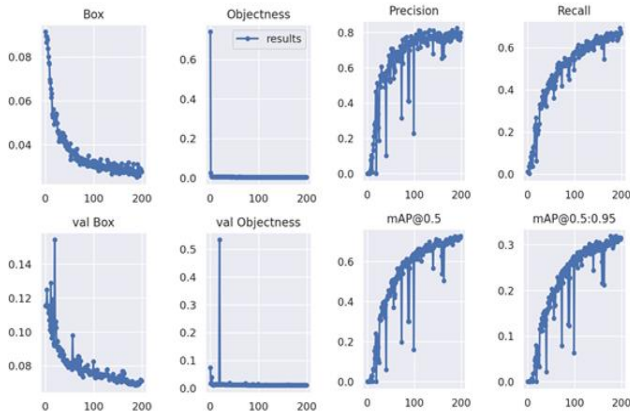 Box
Objectness
Precision
Recall
results
0.08
0.06
0.04
0.6
0.4
0.2
0.0
0.8
0.6
0.4
0.2
0.0
0.6
0.4
0.2
0.0
0 100 200
0 100 200
0 100 200
0 100 200
val Box
val Objectness
mAP@0.5
mAP@0.5:0.95
0.14
0.12
0.10
0.08
0.5
0.4
0.3
0.2
0.1
0.0
0.6
0.4
0.2
0.0
0.3
0.2
0.1
0.0
0 100 200
0 100 200
0 100 200
0 100 200